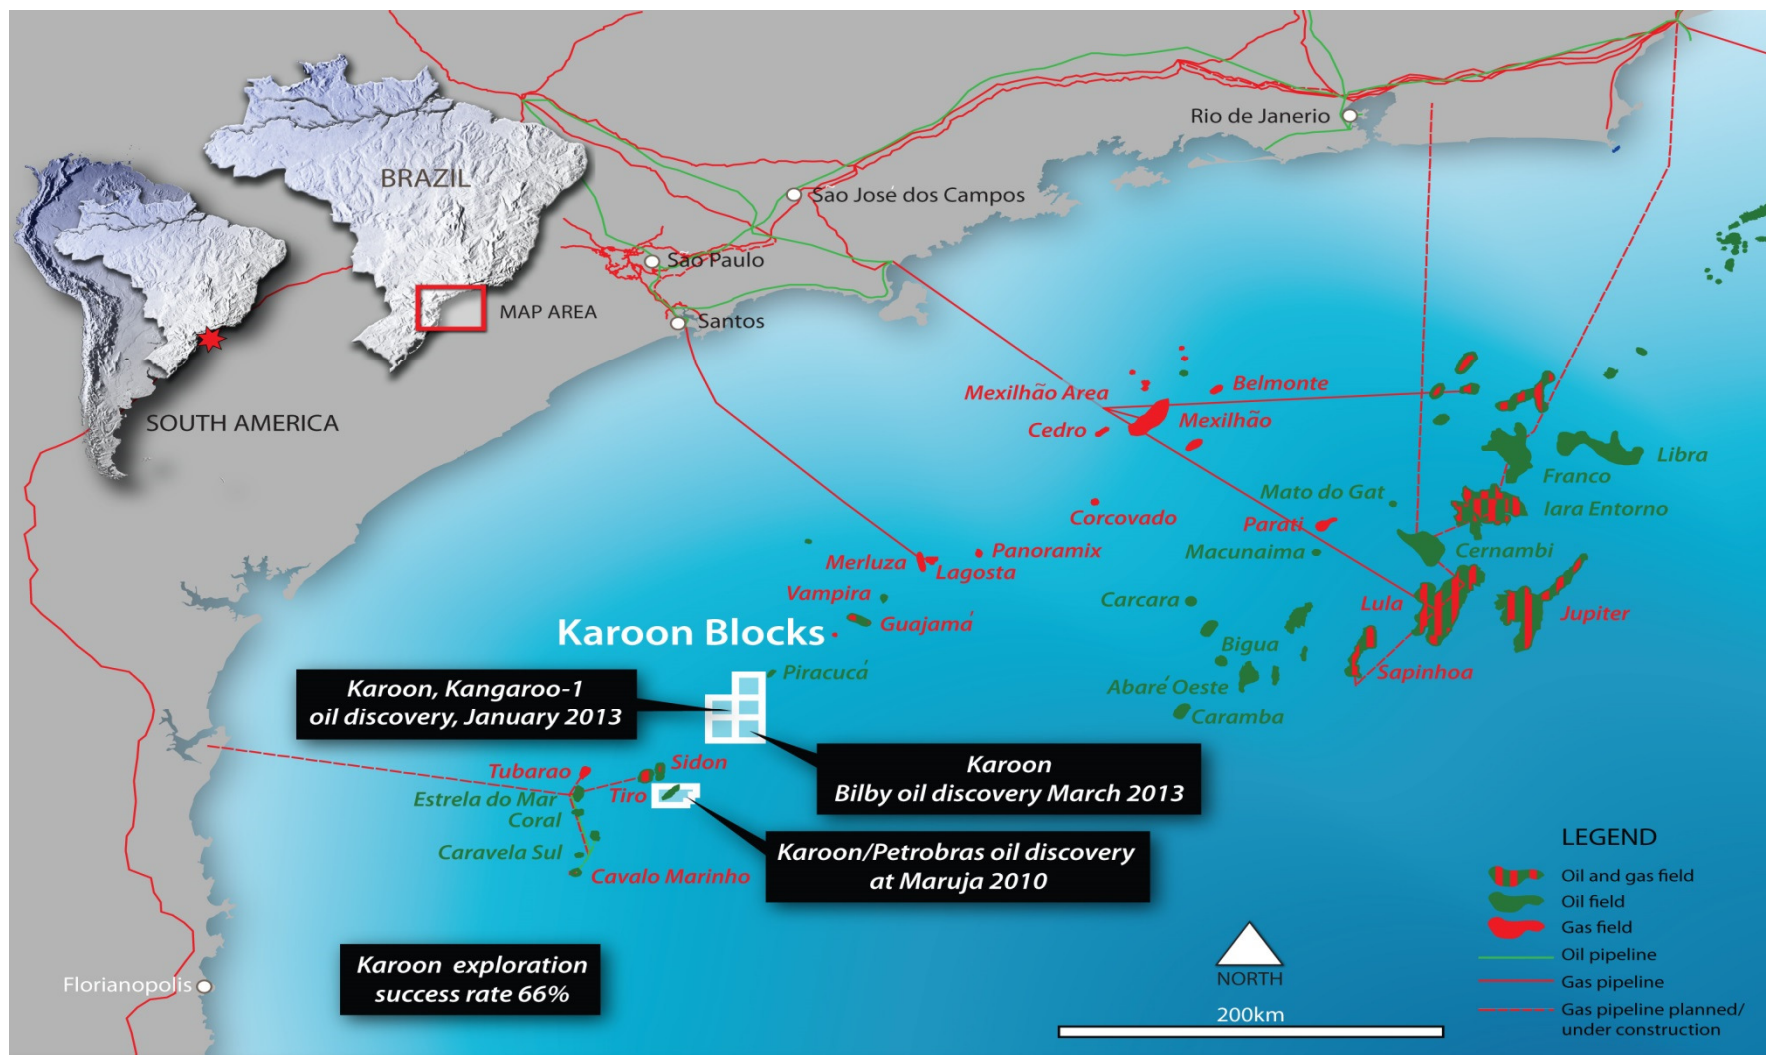 BRAZIL
MAP AREA
SOUTH AMERICA
Rio de Janerio
Sao José dos Campos
São Paulo
Santos
Florianopolis
Mexilhão Area
Belmonte
Mexilhão
Cedro
Libra
Franco
Mato do Gat
Iara Entorno
Corcovado
Parati
Macunaima
Cernambi
Panoramix
Merluza
Lagosta
Vampira
Guajamá
Carcara
Lula
Jupiter
Bigua
Sapinhoa
Piracucá
Abaré Oeste
Caramba
Karoon Blocks
Karoon, Kangaroo-1
oil discovery, January 2013
Karoon
Bilby oil discovery March 2013
Sidon
Tubarao
Tiro
Estrela do Mar
Coral
Caravela Sul
Cavalo Marinho
Karoon/Petrobras oil discovery
at Maruja 2010
Karoon exploration
success rate 66%
NORTH
200km
LEGEND
Oil and gas field
Oil field
Gas field
Oil pipeline
Gas pipeline
Gas pipeline planned/
under construction